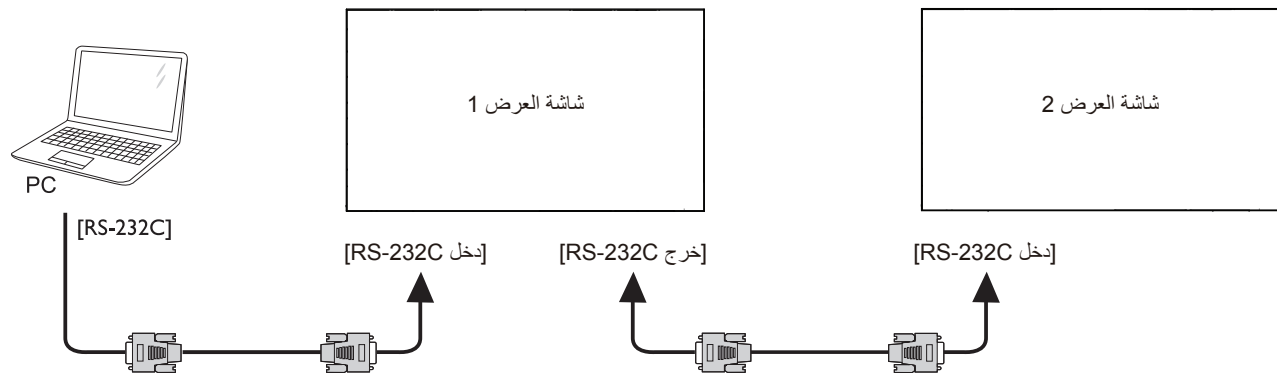 شاشة العرض 1
شاشة العرض 2
PC
[RS-232C]
[دخل RS-232C]
[خرج RS-232C]
[دخل RS-232C]